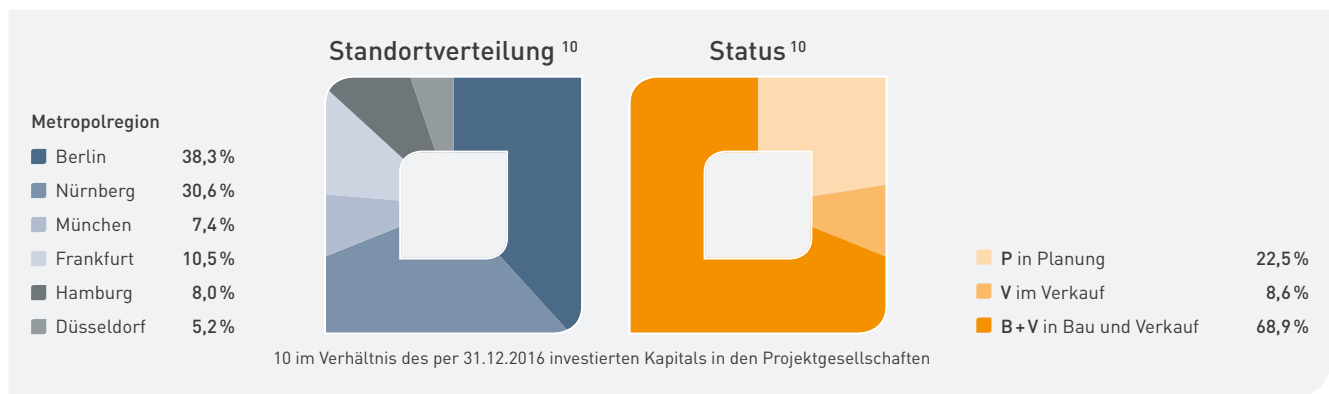 Standortverteilung 10
Status 10
Metropolregion
Berlin 38,3 %
Nürnberg 30,6 %
München 7,4 %
Frankfurt 10,5 %
Hamburg 8,0 %
Düsseldorf 5,2 %
P in Planung 22,5 %
V im Verkauf 8,6 %
B + V in Bau und Verkauf 68,9 %
10 im Verhältnis des per 31.12.2016 investierten Kapitals in den Projektgesellschaften